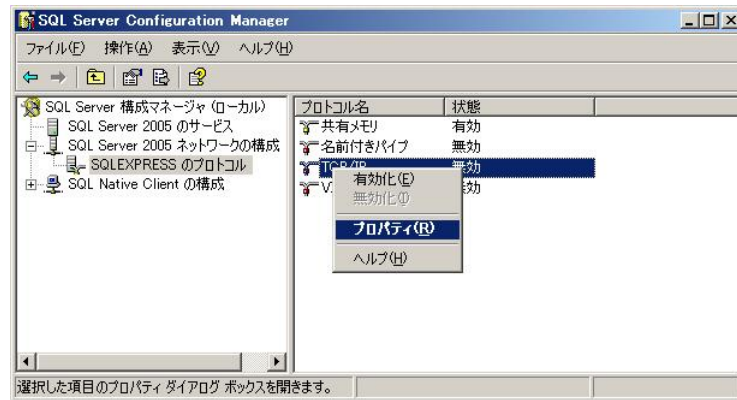 SQL Server Configuration Manager
ファイル(F) 操作(A) 表示(V) ヘルプ(H)
SQL Server 構成マネージャ (ローカル)
SQL Server 2005 のサービス
SQL Server 2005 ネットワークの構成
SQLEXPRESS のプロトコル
SQL Native Client の構成
プロトコル名 状態
共有メモリ 有効
名前付きパイプ 無効
TCP/IP 無効
有効化(E)
無効化(I)
プロパティ(R)
ヘルプ(H)
選択した項目のプロパティ ダイアログ ボックスを開きます。